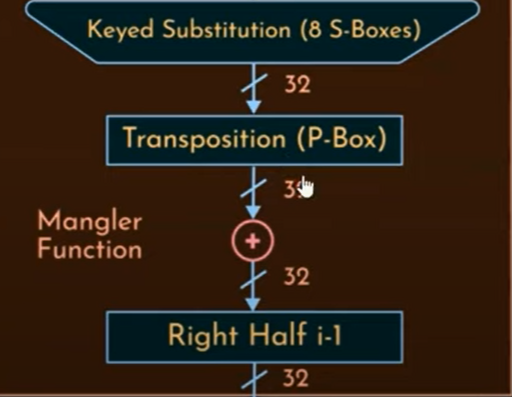 Keyed Substitution (8 S-Boxes)
32
Transposition (P-Box)
Mangler
Function
+
32
Right Half i-1
32